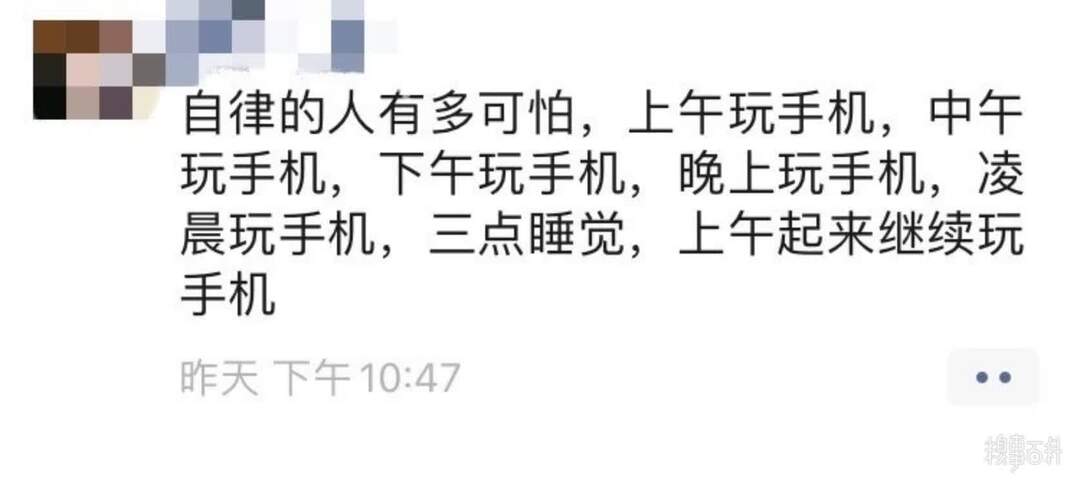 自律的人有多可怕，上午玩手机，中午
玩手机，下午玩手机，晚上玩手机，凌
晨玩手机，三点睡觉，上午起来继续玩
手机
昨天 下午10:47
糗事百科